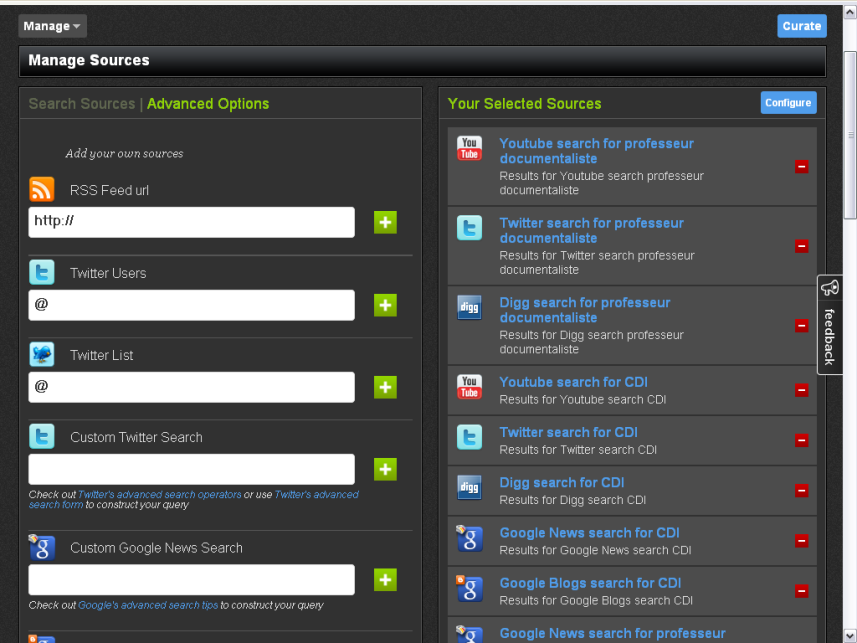 Manage
Curate
Manage Sources
Search Sources | Advanced Options
Add your own sources
RSS Feed url
http://
Twitter Users
@
Twitter List
@
Custom Twitter Search
Check out Twitter's advanced search operators or use Twitter's advanced
search form to construct your query
Custom Google News Search
Check out Google's advanced search tips to construct your query
Your Selected Sources
Configure
You
Tube
Youtube search for professeur
documentaliste
Results for Youtube search professeur
documentaliste
Twitter search for professeur
documentaliste
Results for Twitter search professeur
documentaliste
digg
Digg search for professeur
documentaliste
Results for Digg search professeur
documentaliste
You
Tube
Youtube search for CDI
Results for Youtube search CDI
Twitter search for CDI
Results for Twitter search CDI
digg
Digg search for CDI
Results for Digg search CDI
Google News search for CDI
Results for Google News search CDI
Google Blogs search for CDI
Results for Google Blogs search CDI
Google News search for professeur
feedback